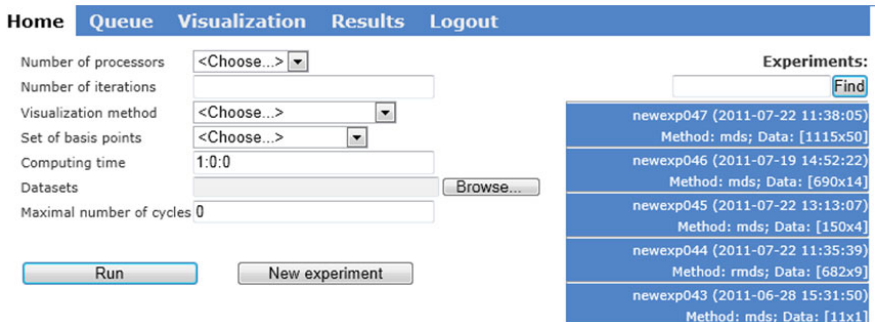 Home Queue Visualization Results Logout
Number of processors <Choose...>
Number of iterations
Visualization method <Choose...>
Set of basis points <Choose...>
Computing time 1:0:0
Datasets Browse...
Maximal number of cycles 0
Run New experiment
Experiments:
Find
newexp047 (2011-07-22 11:38:05)
Method: mds; Data: [1115x50]
newexp046 (2011-07-19 14:52:22)
Method: mds; Data: [690x14]
newexp045 (2011-07-22 13:13:07)
Method: mds; Data: [150x4]
newexp044 (2011-07-22 11:35:39)
Method: rmds; Data: [682x9]
newexp043 (2011-06-28 15:31:50)
Method: mds; Data: [11x1]